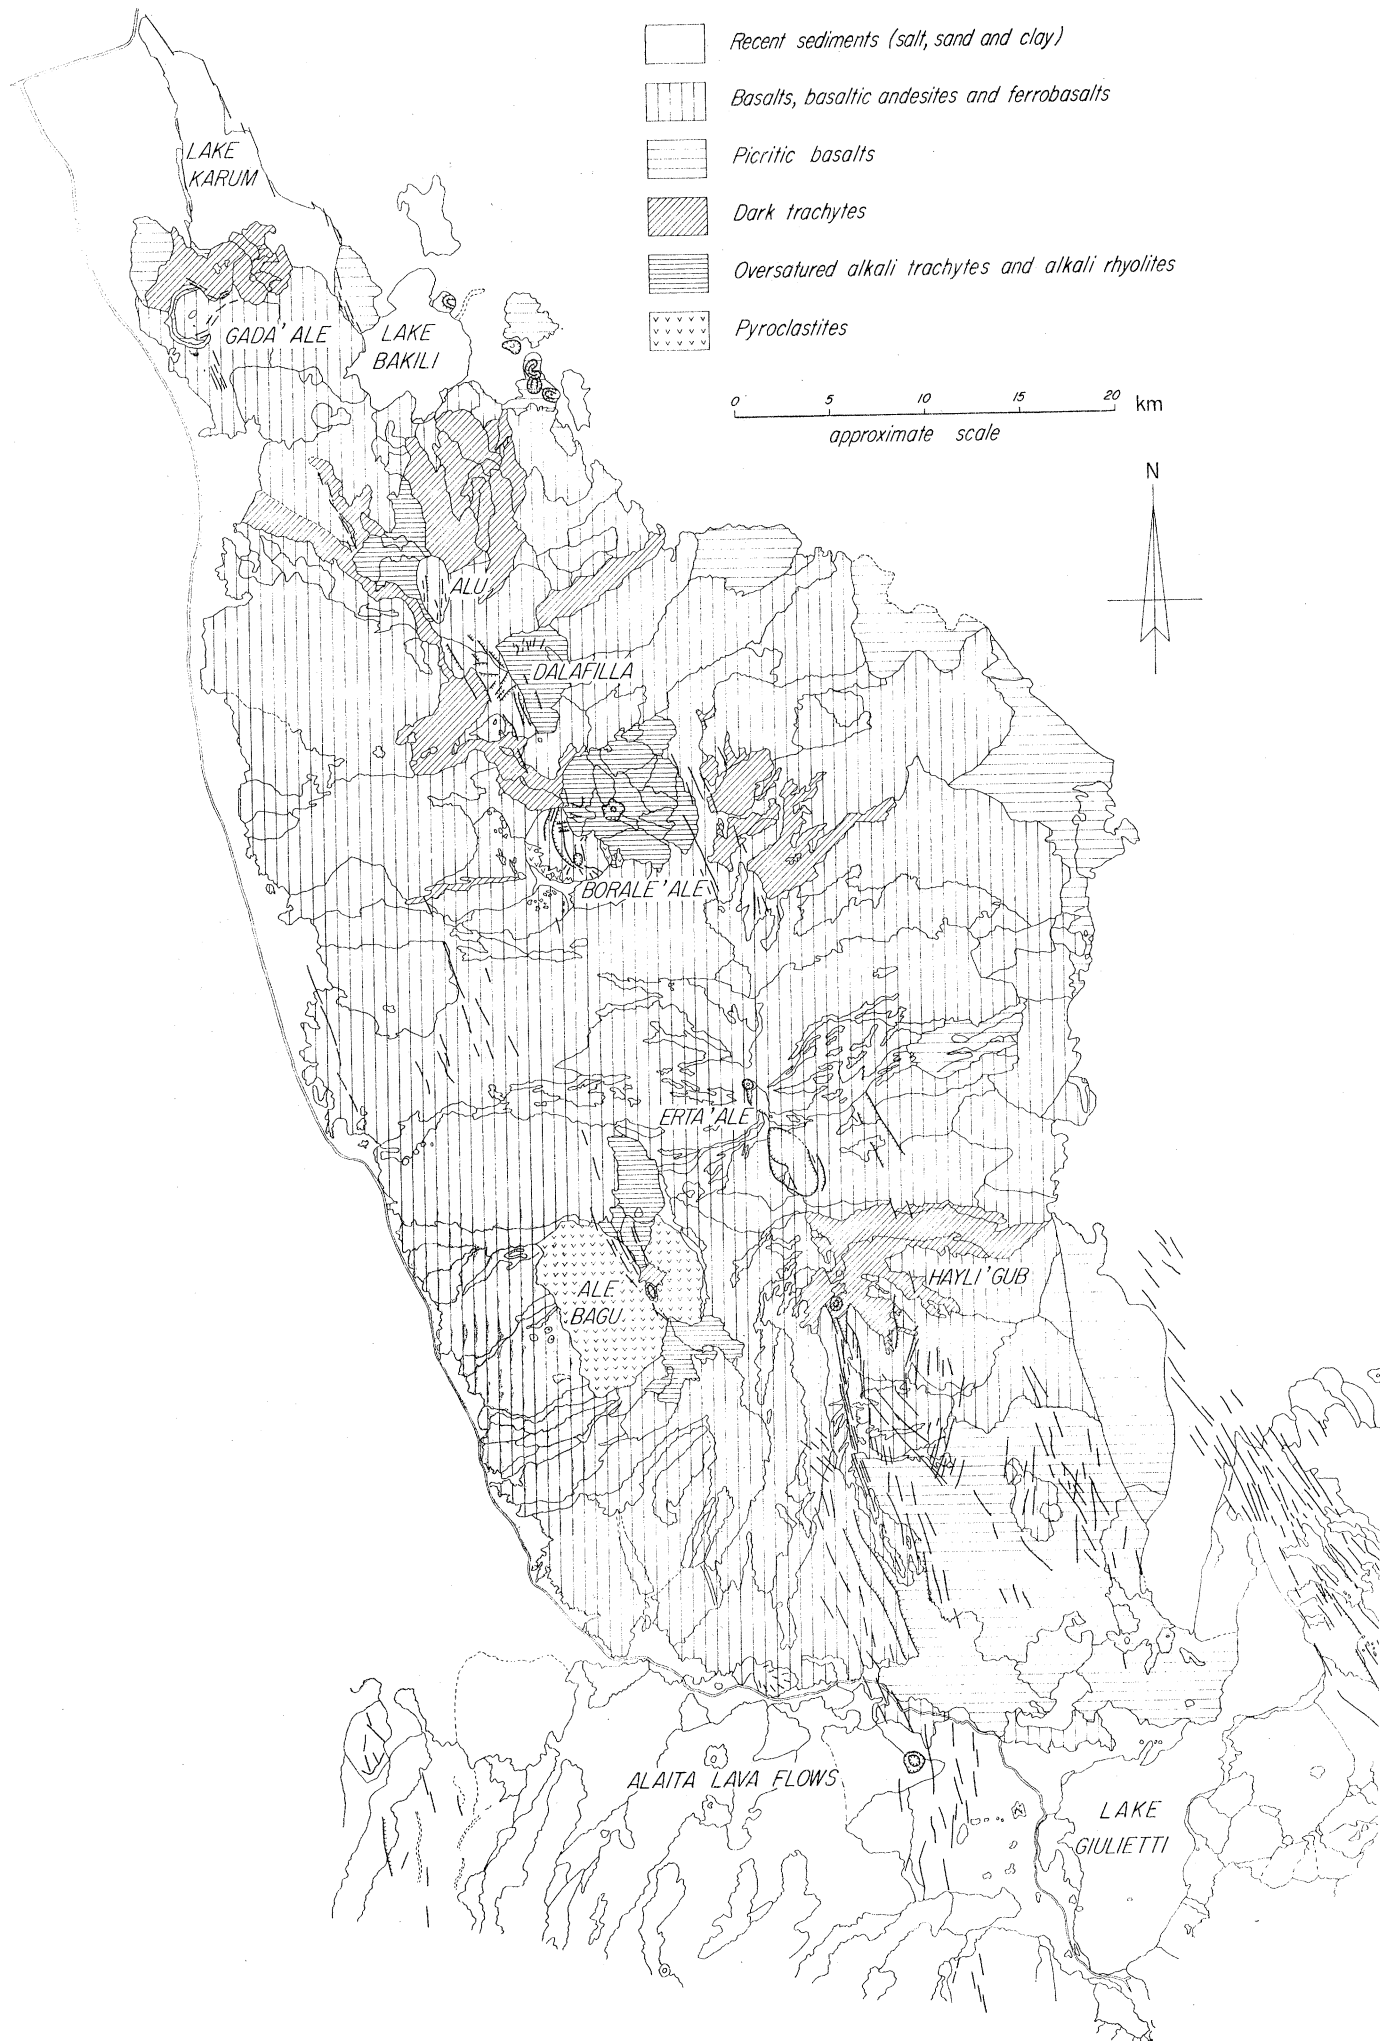 Recent sediments (salt, sand and clay)
Basalts, basaltic andesites and ferrobasalts
Picritic basalts
Dark trachytes
Oversatured alkali trachytes and alkali rhyolites
Pyroclastites
0 5 10 15 20 km
approximate scale
N
LAKE
KARUM
GADA' ALE
LAKE
BAKILI
ALU
DALAFILLA
BORALE' ALE
ERTA' ALE
HAYLI' GUB
ALE
BAGU
ALAITA LAVA FLOWS
LAKE
GIULIETTI